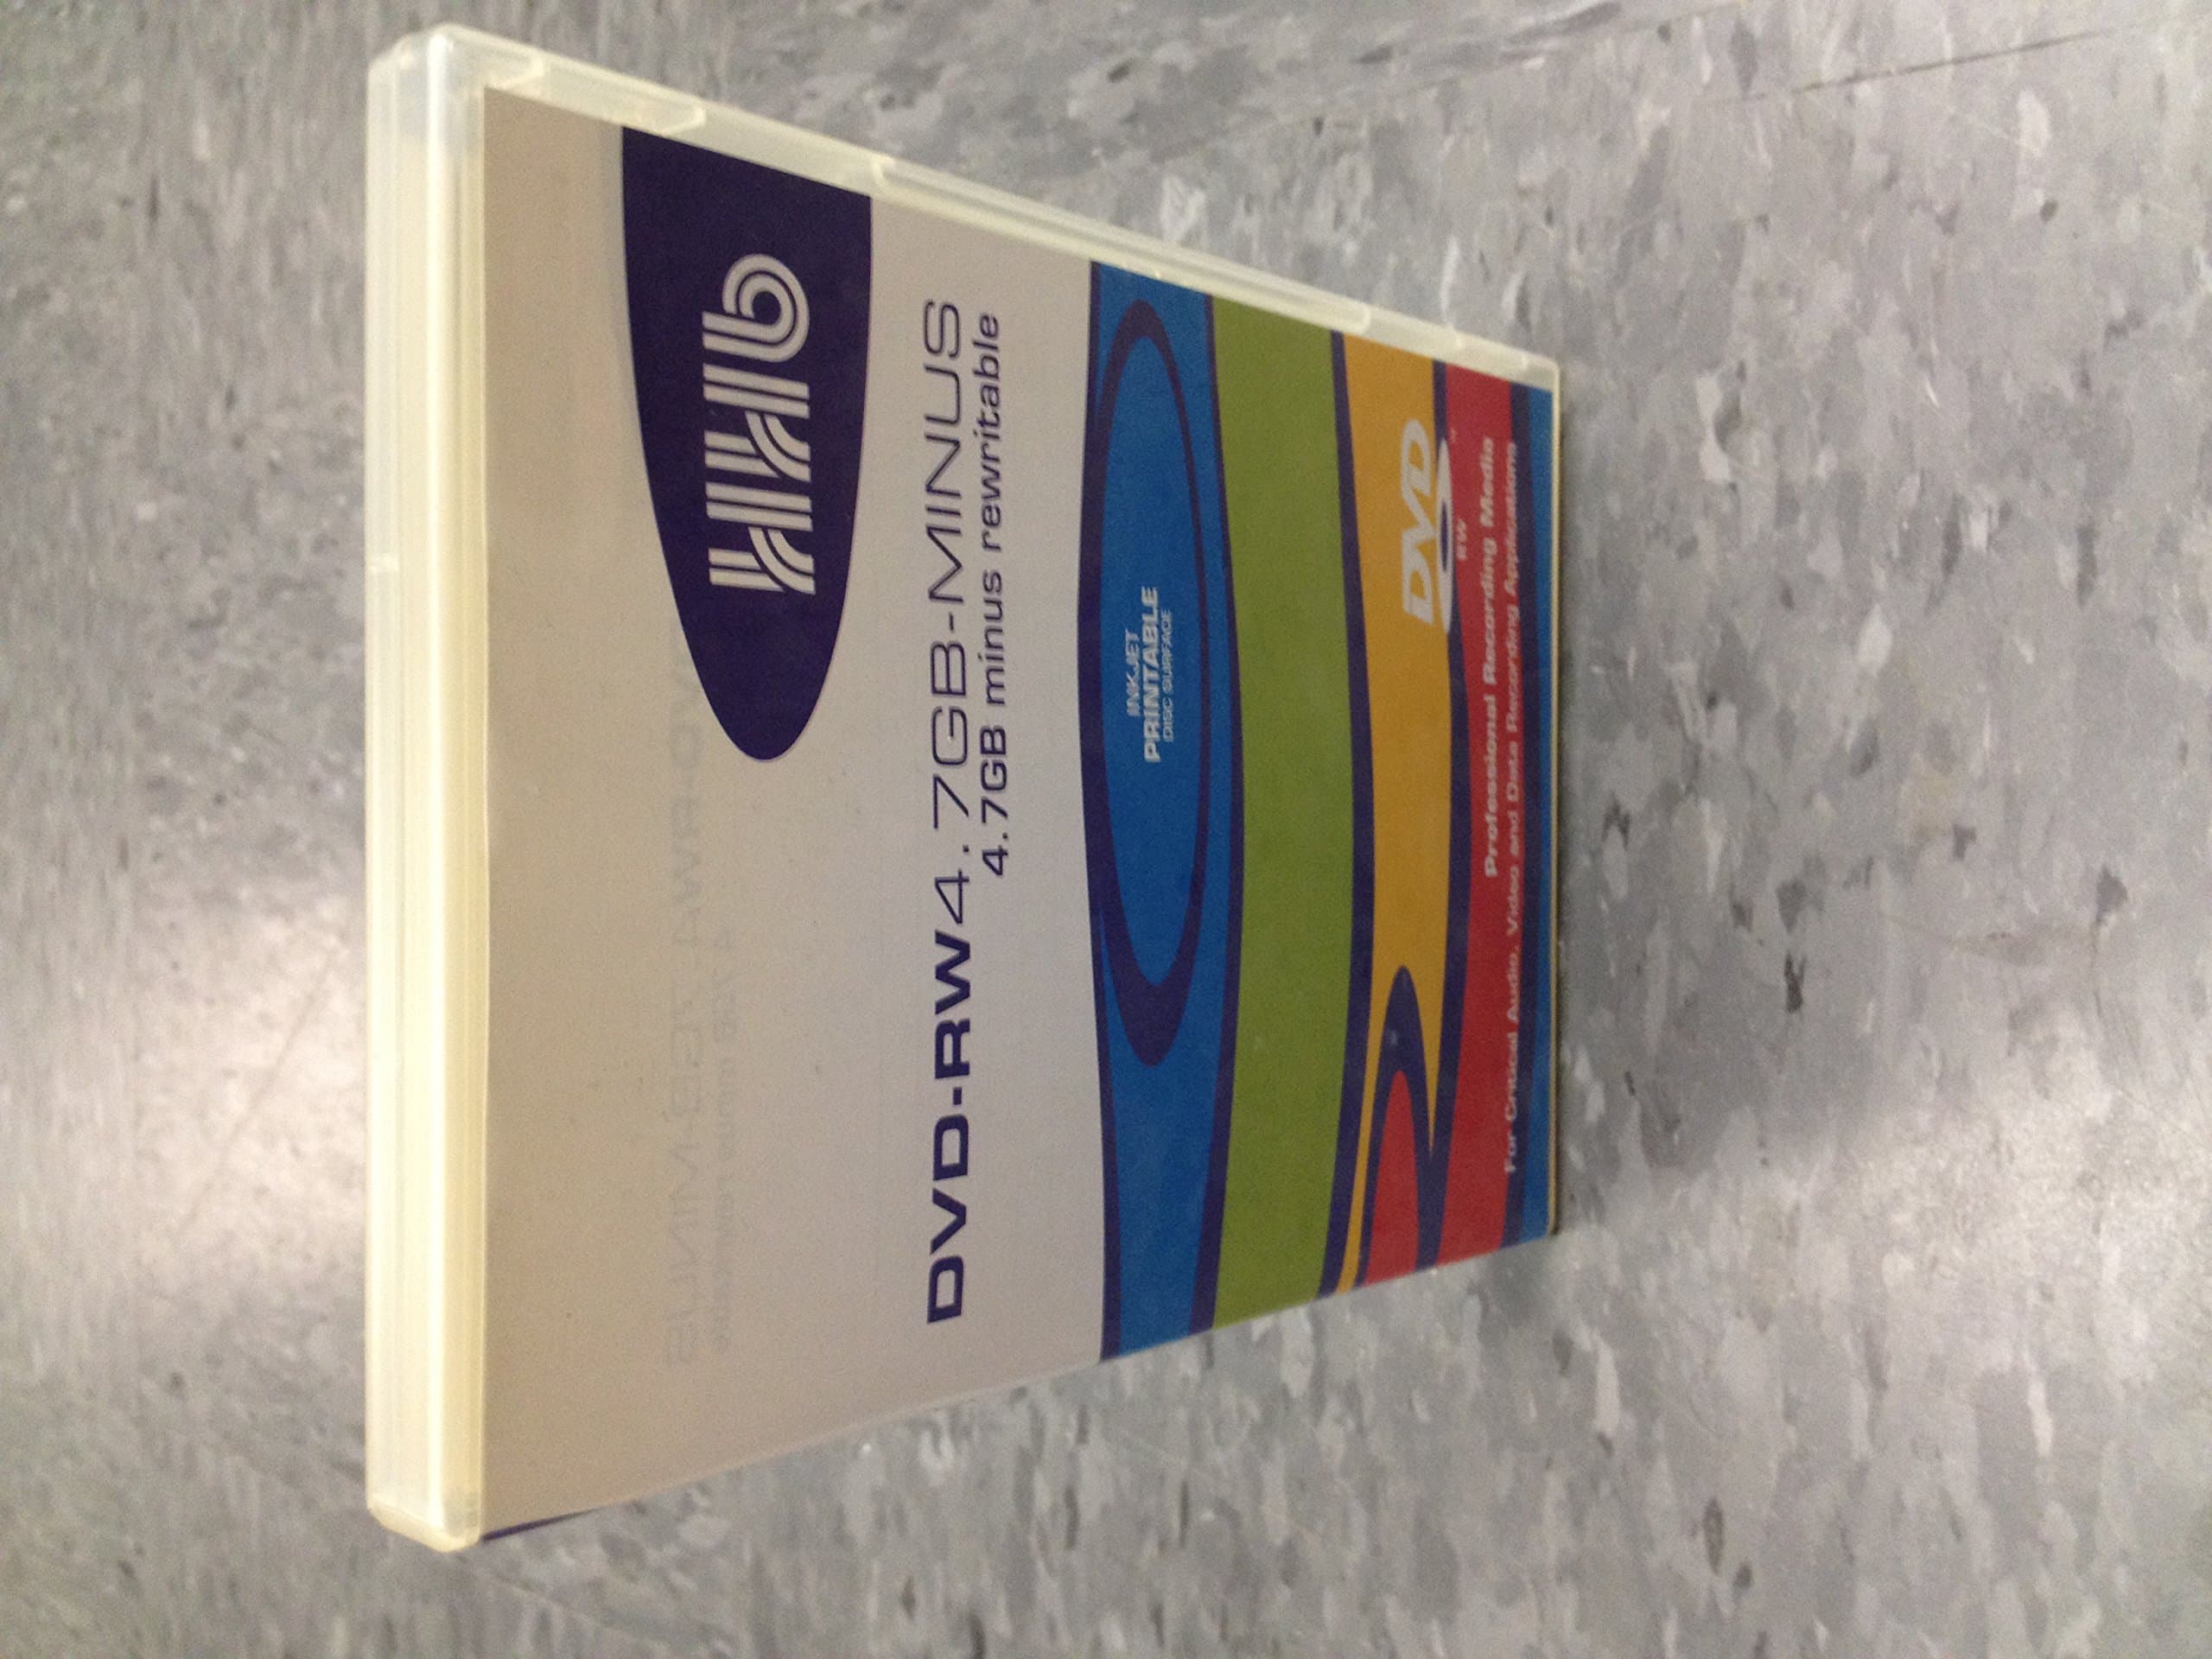 HHB
DVD-RW4.7GB-MINUS
4.7GB minus rewritable
INKJET
PRINTABLE
DISC SURFACE
DVD
RW
Professional Recording Media
For Critical Audio, Video and Data Recording Applications